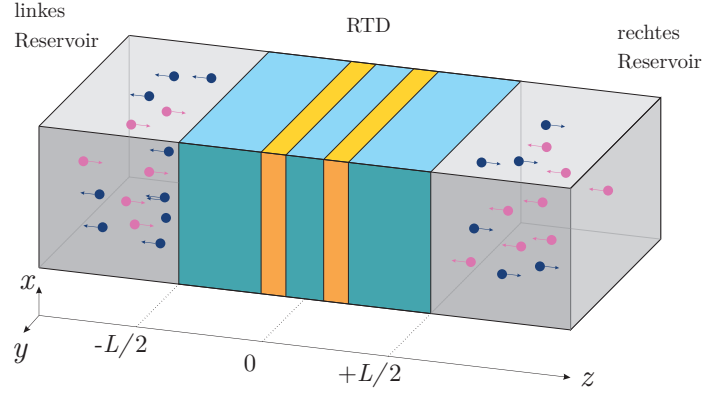 linkes
Reservoir
RTD
rechtes
Reservoir
x
y
-L/2
0
+L/2
z